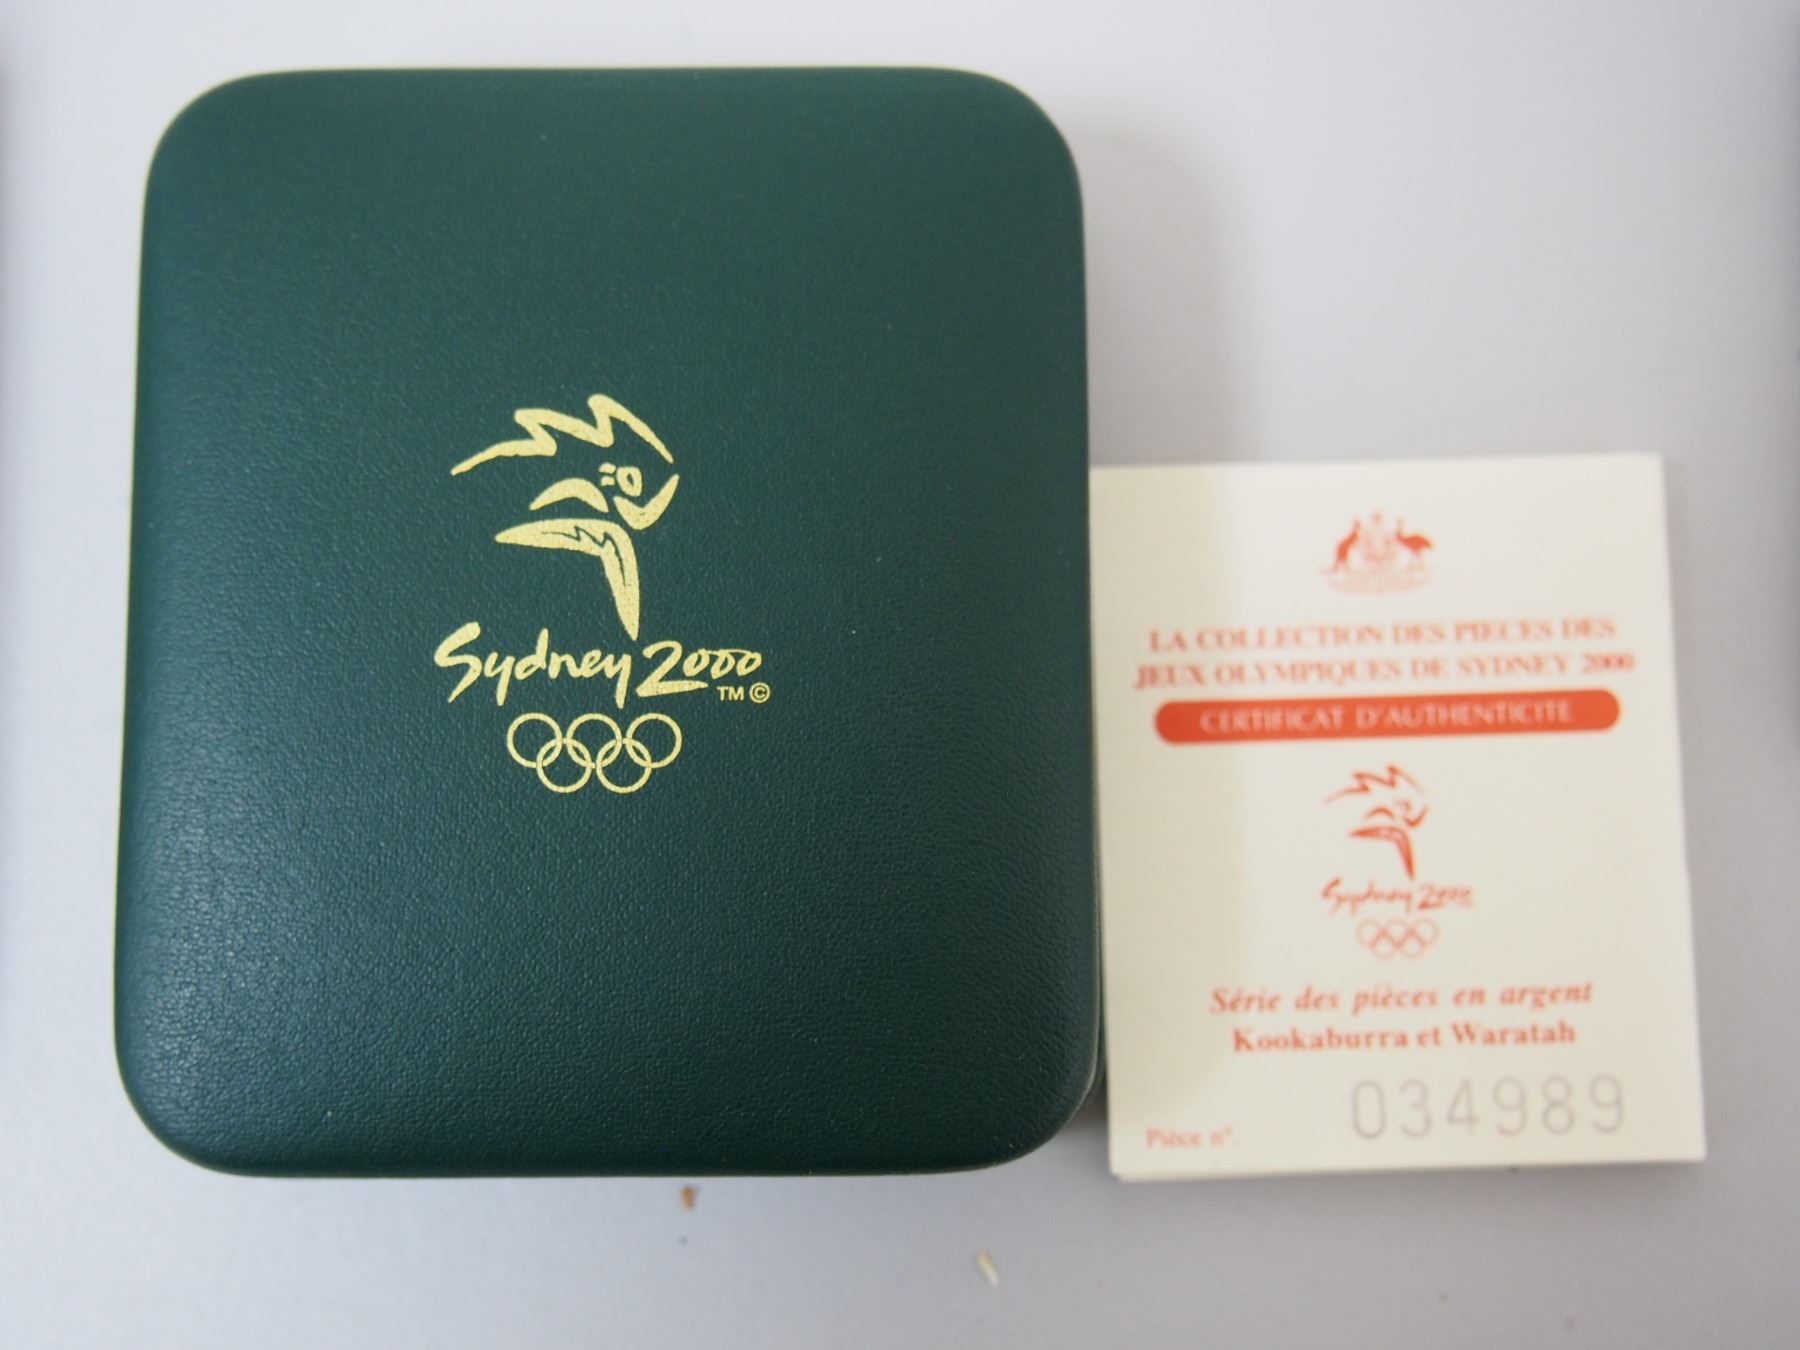 Sydney 2000
TM ©
LA COLLECTION DES PIECES DES
JEUX OLYMPIQUES DE SYDNEY 2000
CERTIFICAT D'AUTHENTICITE
Sydney 2000
Série des pièces en argent
Kookaburra et Waratah
034989
Pièce n°.